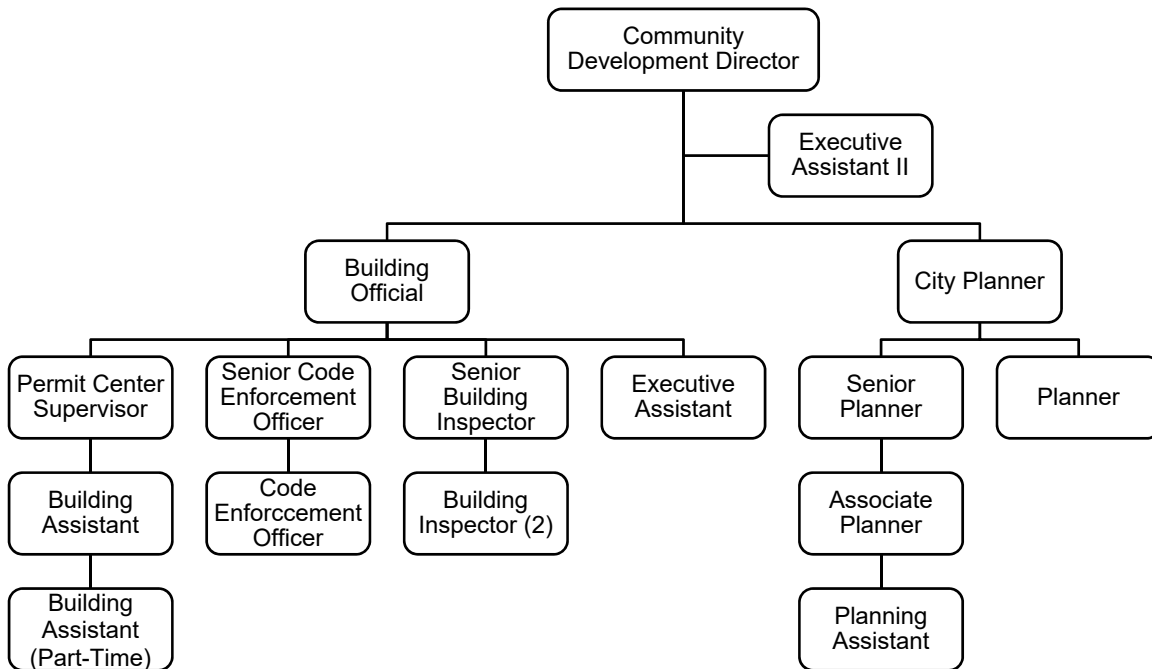 Community
Development Director
Executive
Assistant II
Building
Official
City Planner
Permit Center
Supervisor
Senior Code
Enforcement
Officer
Senior
Building
Inspector
Executive
Assistant
Senior
Planner
Planner
Building
Assistant
Code
Enforccement
Officer
Building
Inspector (2)
Associate
Planner
Building
Assistant
(Part-Time)
Planning
Assistant